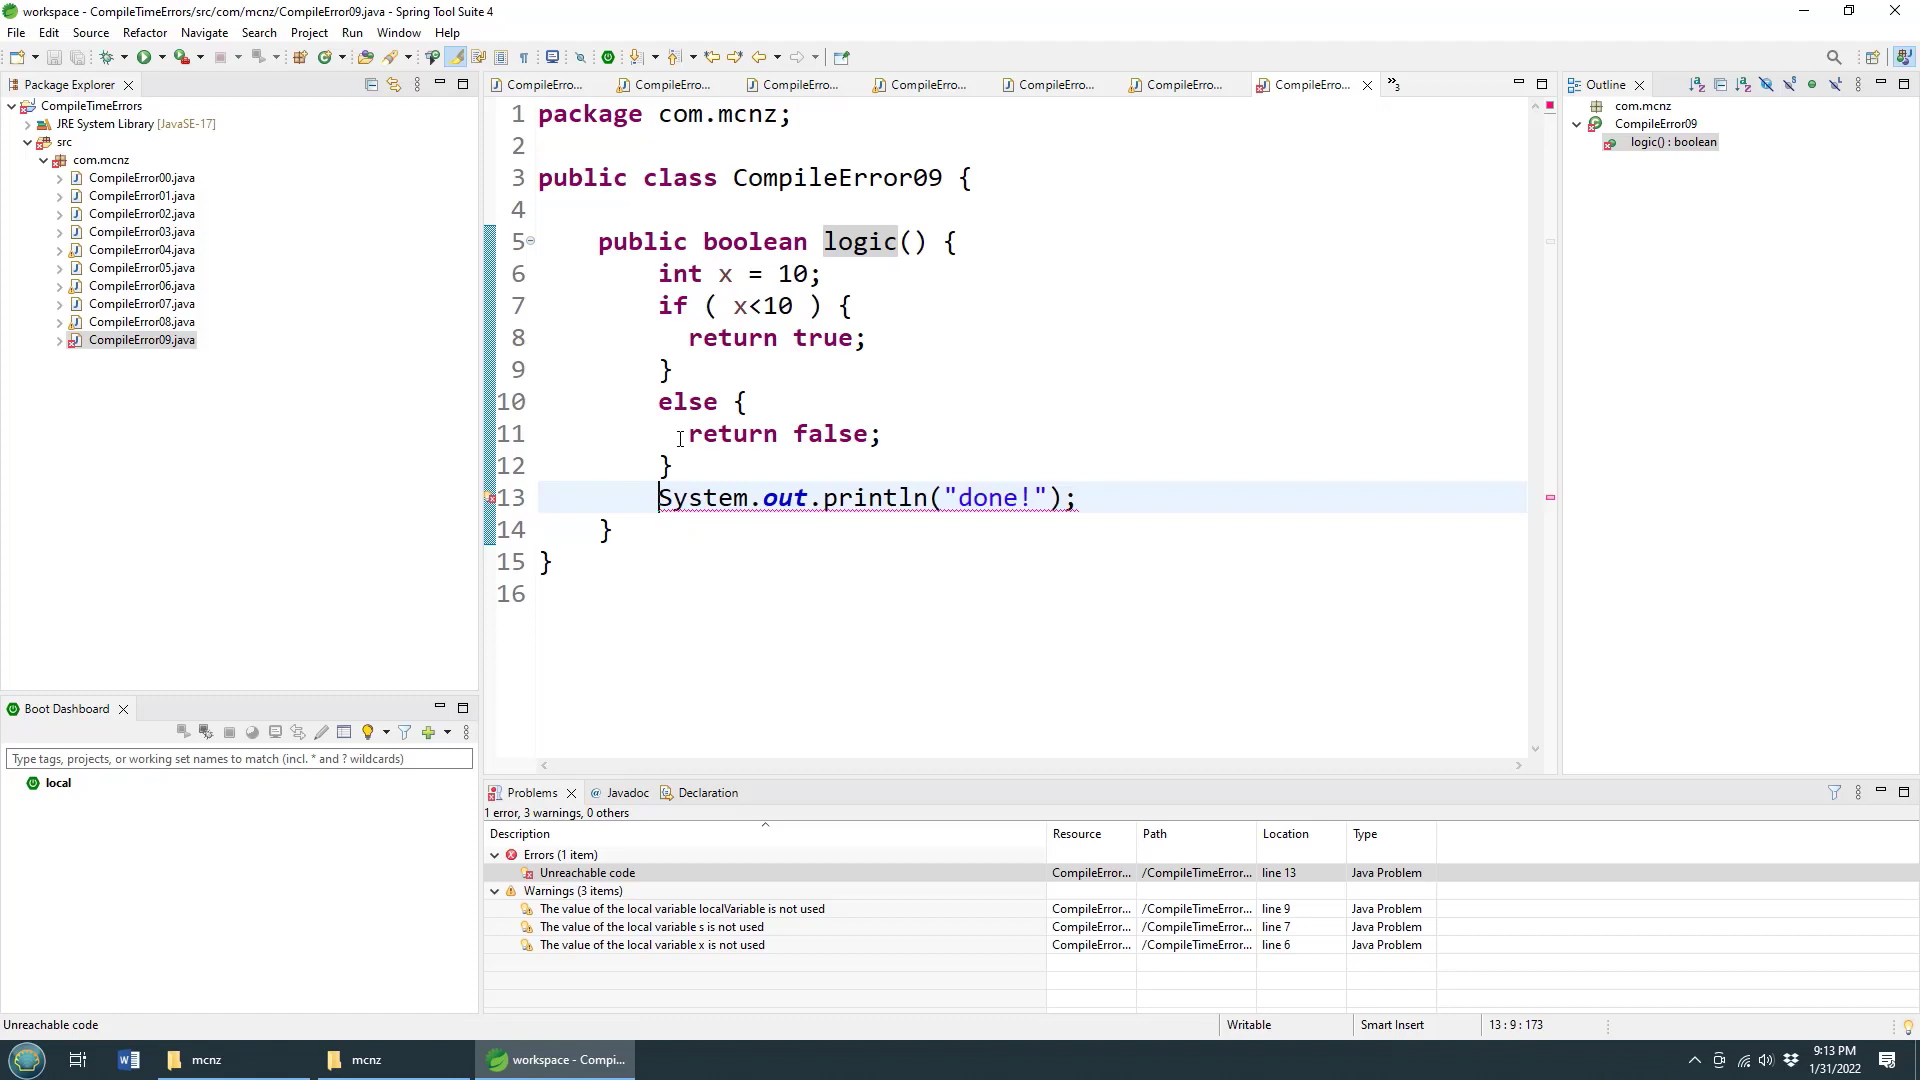 workspace - CompileTimeErrors/src/com/mcnz/CompileError09.java - Spring Tool Suite 4
File Edit Source Refactor Navigate Search Project Run Window Help
Package Explorer
CompileTimeErrors
JRE System Library [JavaSE-17]
src
com.mcnz
CompileError00.java
CompileError01.java
CompileError02.java
CompileError03.java
CompileError04.java
CompileError05.java
CompileError06.java
CompileError07.java
CompileError08.java
CompileError09.java
CompileErro... CompileErro... CompileErro... CompileErro... CompileErro... CompileErro... CompileErro... 3
1 package com.mcnz;
2
3 public class CompileError09 {
4
5 public boolean logic() {
6 int x = 10;
7 if ( x<10 ) {
8 return true;
9 }
10 else {
11 return false;
12 }
13 System.out.println("done!");
14 }
15 }
16
Outline
com.mcnz
CompileError09
logic() : boolean
Boot Dashboard
Type tags, projects, or working set names to match (incl. * and ? wildcards)
local
Problems Javadoc Declaration
1 error, 3 warnings, 0 others
Description Resource Path Location Type
Errors (1 item)
Unreachable code CompileError... /CompileTimeError... line 13 Java Problem
Warnings (3 items)
The value of the local variable localVariable is not used CompileError... /CompileTimeError... line 9 Java Problem
The value of the local variable s is not used CompileError... /CompileTimeError... line 7 Java Problem
The value of the local variable x is not used CompileError... /CompileTimeError... line 6 Java Problem
Unreachable code Writable Smart Insert 13 : 9 : 173
mcnz mcnz workspace - Compi... 9:13 PM
1/31/2022